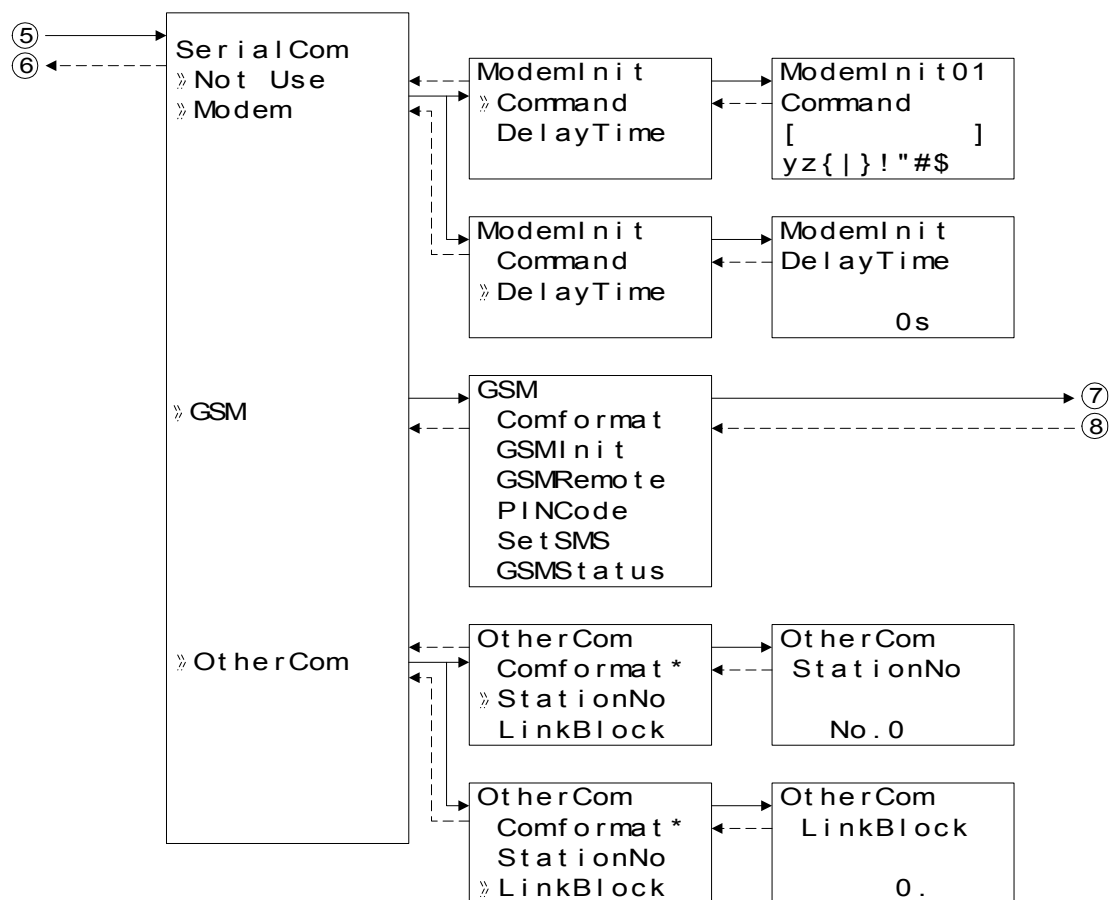 ⑤
⑥
SerialCom
»Not Use
»Modem
»GSM
»OtherCom
ModemInit
»Command
DelayTime
ModemInit01
Command
[ ]
yz{|}!"#$
ModemInit
Command
»DelayTime
ModemInit
DelayTime
0s
GSM
Comformat
GSMInit
GSMRemote
PINCode
SetSMS
GSMStatus
⑦
⑧
OtherCom
Comformat*
»StationNo
LinkBlock
OtherCom
StationNo
No.0
OtherCom
Comformat*
StationNo
»LinkBlock
OtherCom
LinkBlock
0.